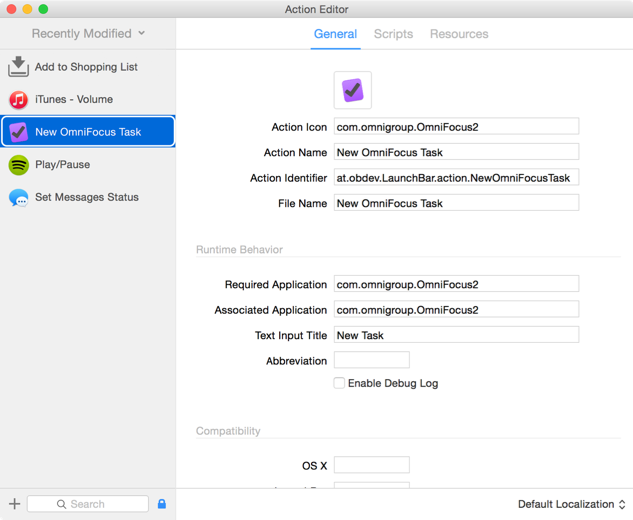 Action Editor
Recently Modified
General Scripts Resources
Add to Shopping List
iTunes - Volume
New OmniFocus Task
Play/Pause
Set Messages Status
Action Icon com.omnigroup.OmniFocus2
Action Name New OmniFocus Task
Action Identifier at.obdev.LaunchBar.action.NewOmniFocusTask
File Name New OmniFocus Task
Runtime Behavior
Required Application com.omnigroup.OmniFocus2
Associated Application com.omnigroup.OmniFocus2
Text Input Title New Task
Abbreviation
Enable Debug Log
Compatibility
OS X
Search
Default Localization